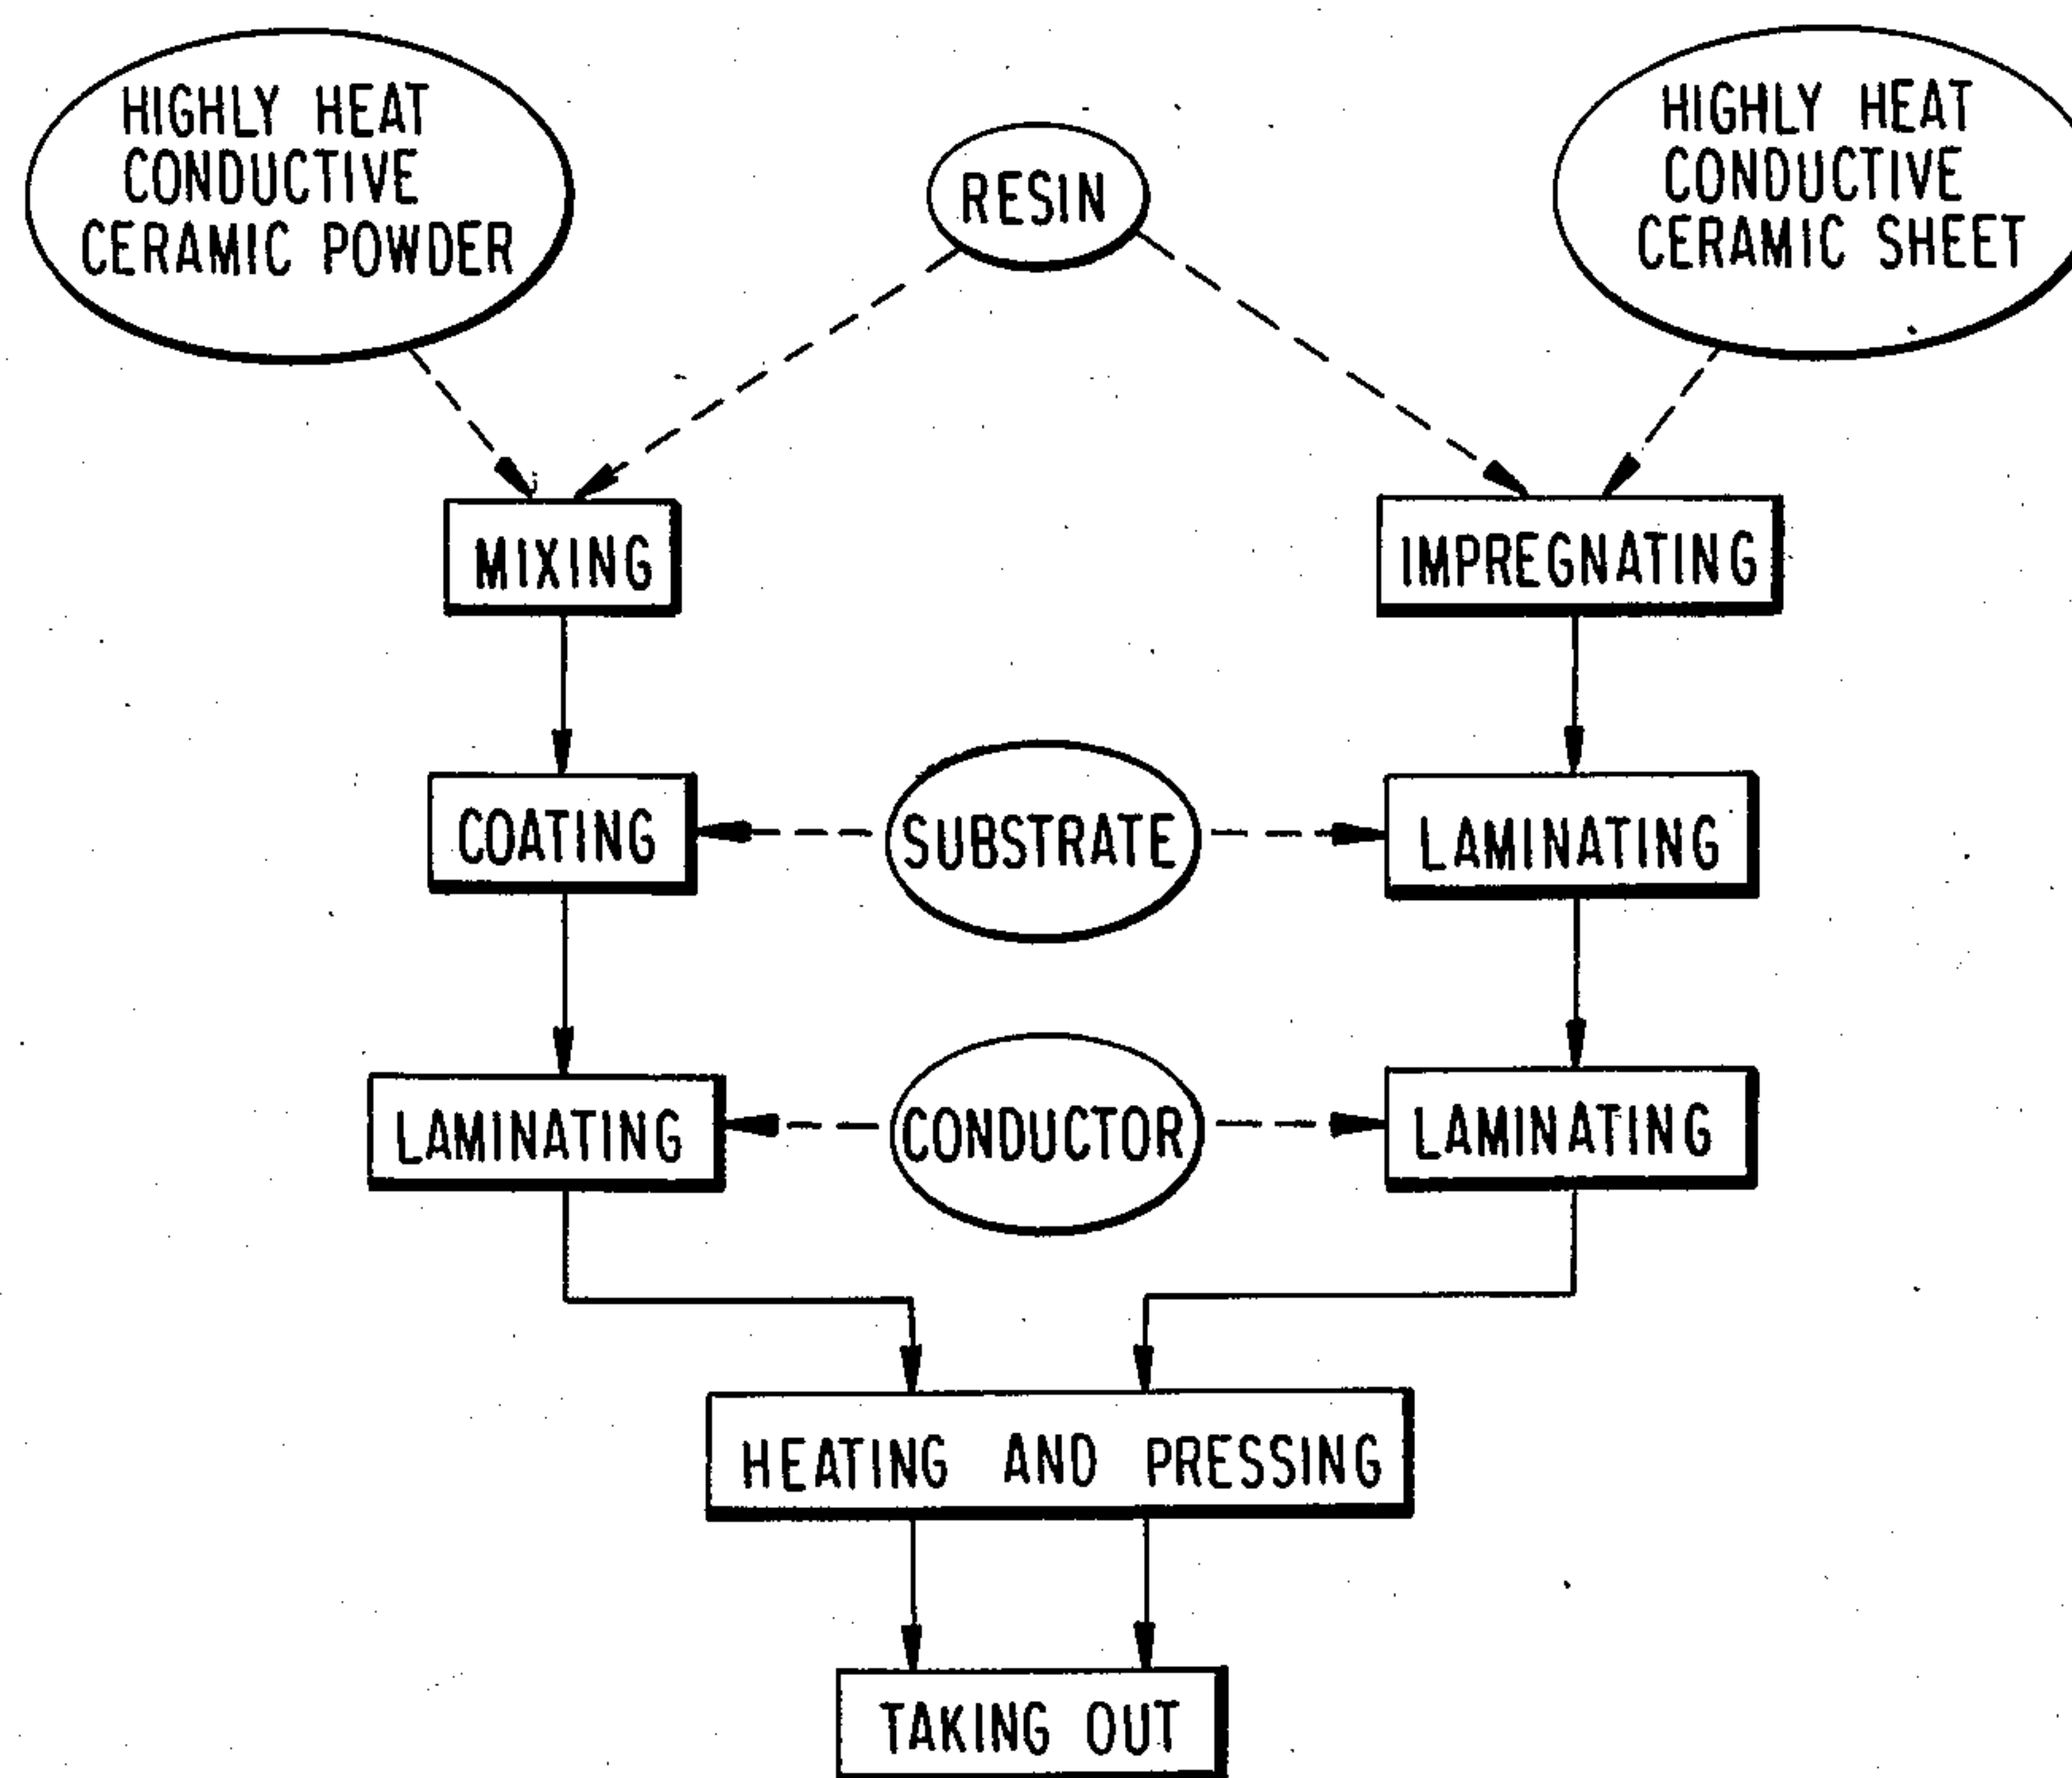 HIGHLY HEAT
CONDUCTIVE
CERAMIC POWDER
RESIN
HIGHLY HEAT
CONDUCTIVE
CERAMIC SHEET
MIXING
IMPREGNATING
COATING
SUBSTRATE
LAMINATING
LAMINATING
CONDUCTOR
LAMINATING
HEATING AND PRESSING
TAKING OUT